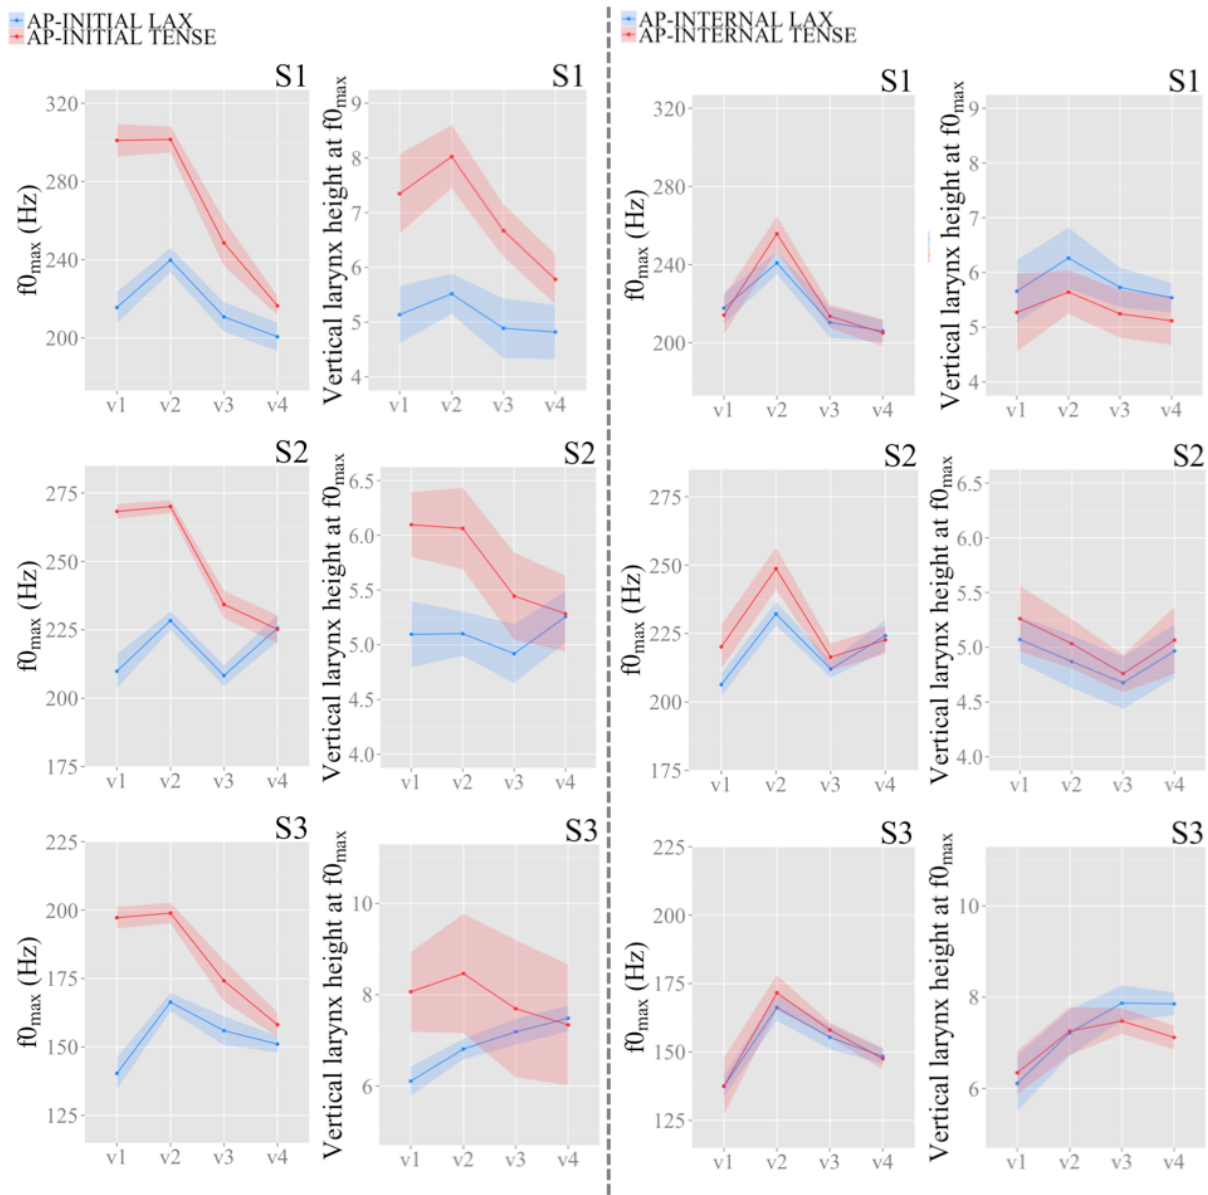 AP-INITIAL LAX
AP-INITIAL TENSE
S1
f0max (Hz)
320
280
240
200
v1 v2 v3 v4
S1
Vertical larynx height at f0max
9
8
7
6
5
4
v1 v2 v3 v4
S2
f0max (Hz)
275
250
225
200
175
v1 v2 v3 v4
S2
Vertical larynx height at f0max
6.5
6.0
5.5
5.0
4.5
4.0
v1 v2 v3 v4
S3
f0max (Hz)
225
200
175
150
125
v1 v2 v3 v4
S3
Vertical larynx height at f0max
10
8
6
v1 v2 v3 v4
AP-INTERNAL LAX
AP-INTERNAL TENSE
S1
f0max (Hz)
320
280
240
200
v1 v2 v3 v4
S1
Vertical larynx height at f0max
9
8
7
6
5
4
v1 v2 v3 v4
S2
f0max (Hz)
275
250
225
200
175
v1 v2 v3 v4
S2
Vertical larynx height at f0max
6.5
6.0
5.5
5.0
4.5
4.0
v1 v2 v3 v4
S3
f0max (Hz)
225
200
175
150
125
v1 v2 v3 v4
S3
Vertical larynx height at f0max
10
8
6
v1 v2 v3 v4